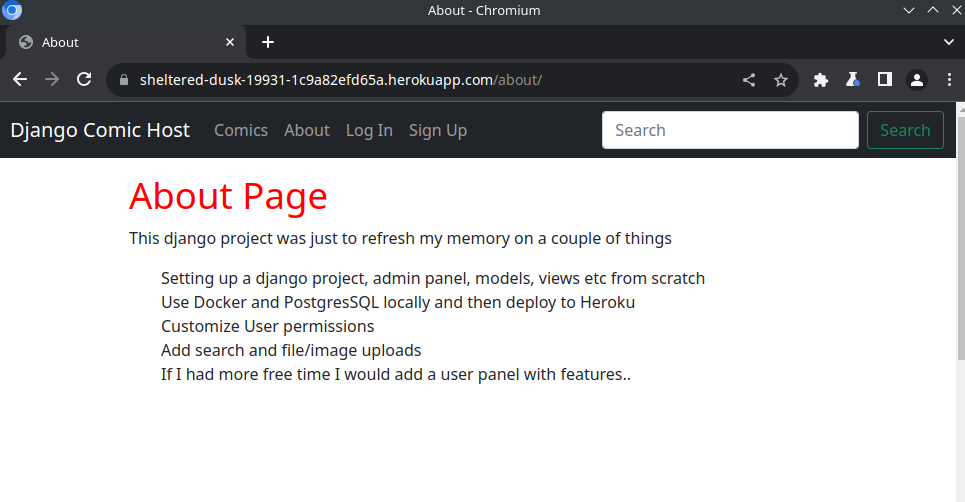 About - Chromium
About
sheltered-dusk-19931-1c9a82efd65a.herokuapp.com/about/
Django Comic Host Comics About Log In Sign Up Search Search
About Page
This django project was just to refresh my memory on a couple of things
Setting up a django project, admin panel, models, views etc from scratch
Use Docker and PostgresSQL locally and then deploy to Heroku
Customize User permissions
Add search and file/image uploads
If I had more free time I would add a user panel with features..